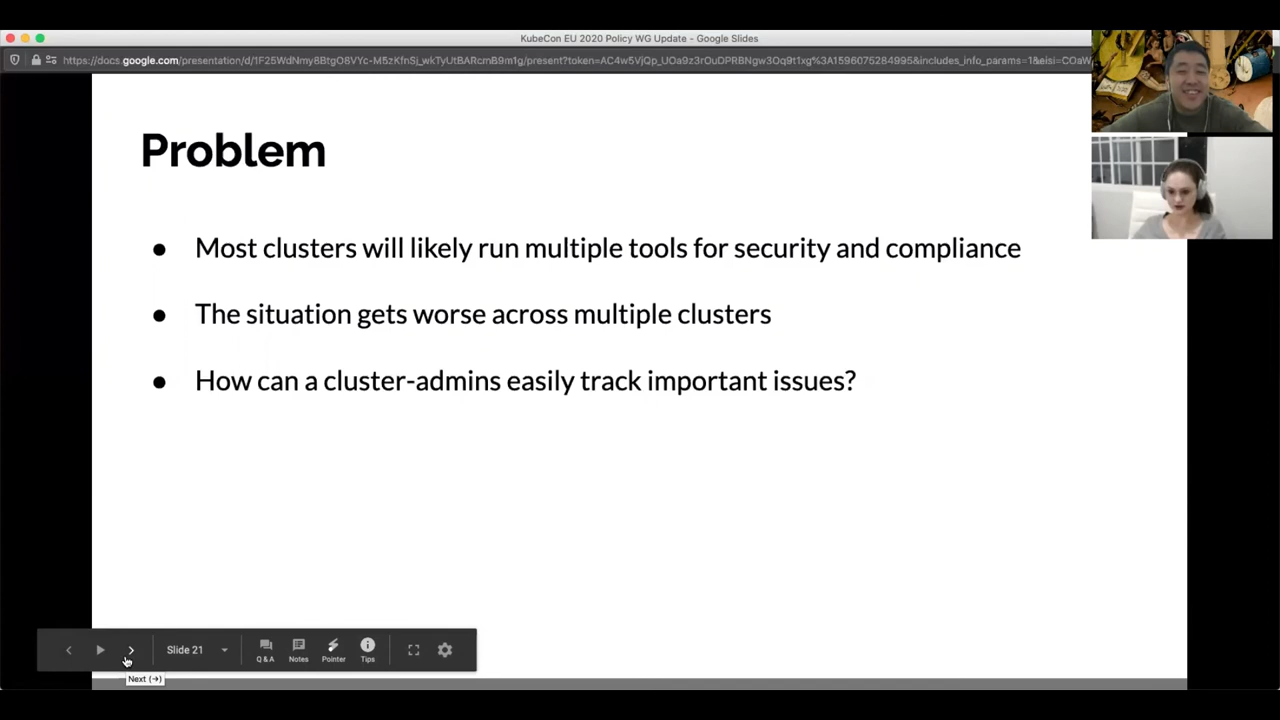 KubeCon EU 2020 Policy WG Update - Google Slides
Problem
● Most clusters will likely run multiple tools for security and compliance
● The situation gets worse across multiple clusters
● How can a cluster-admins easily track important issues?
Slide 21
Q & A
Notes
Pointer
Tips
Next (→)